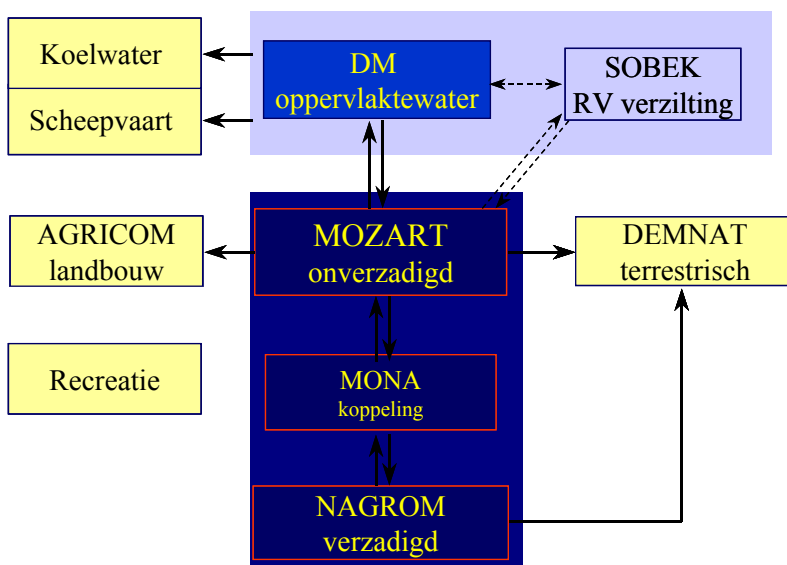 Koelwater
Scheepvaart
DM
oppervlaktewater
SOBEK
RV verzilting
AGRICOM
landbouw
MOZART
onverzadigd
DEMNAT
terrestrisch
Recreatie
MONA
koppeling
NAGROM
verzadigd